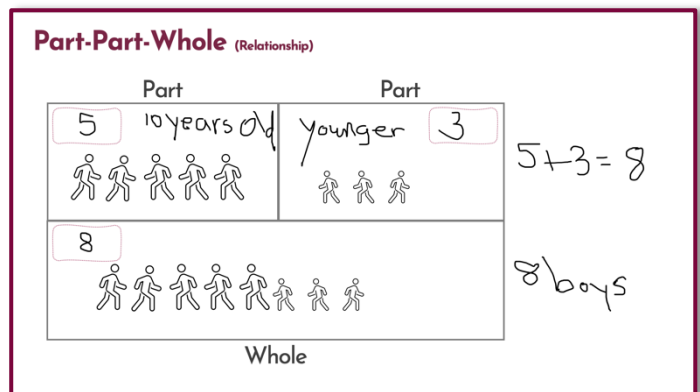 Part-Part-Whole (Relationship)
Part Part
5 10 years old younger 3
5+3=8
8
8 boys
Whole